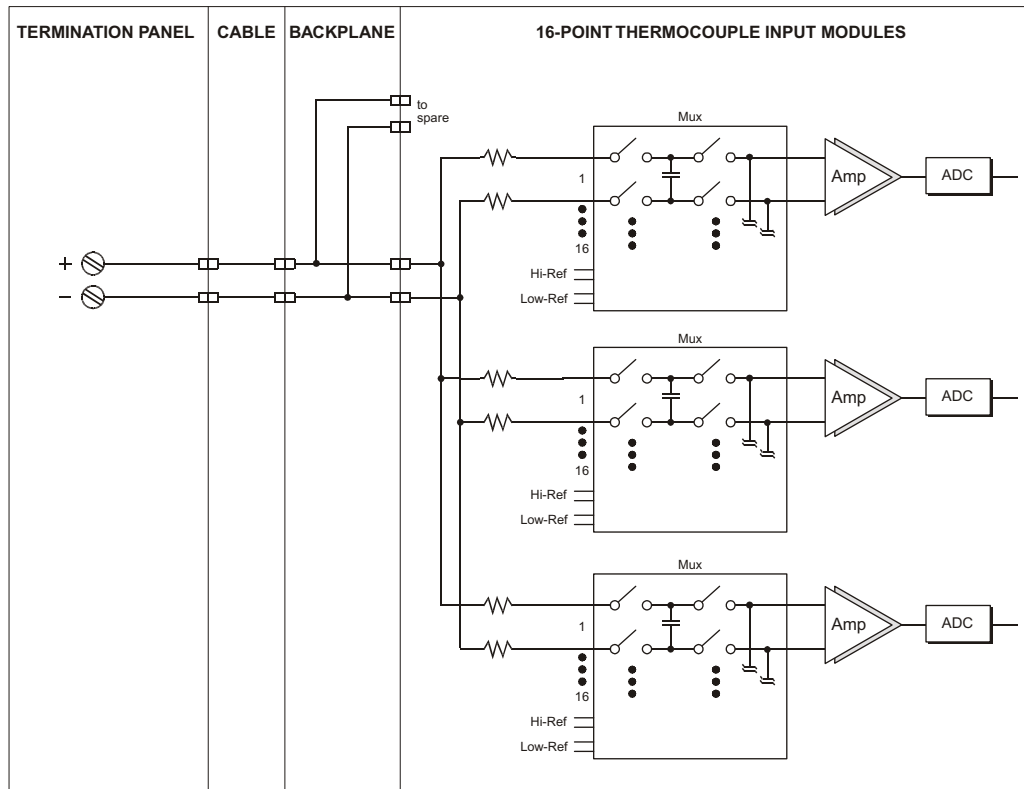 TERMINATION PANEL
CABLE
BACKPLANE
16-POINT THERMOCOUPLE INPUT MODULES
to
spare
+
−
Mux
1
16
Hi-Ref
Low-Ref
Amp
ADC
Mux
1
16
Hi-Ref
Low-Ref
Amp
ADC
Mux
1
16
Hi-Ref
Low-Ref
Amp
ADC